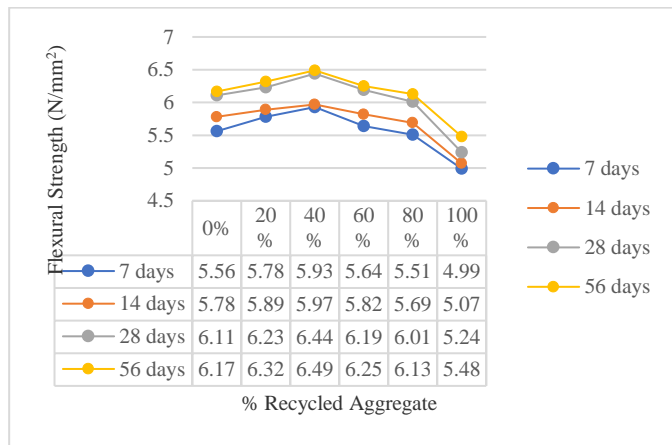 Flexural Strength (N/mm²)
7
6.5
6
5.5
5
4.5
0% 20 % 40 % 60 % 80 % 100 %
7 days 5.56 5.78 5.93 5.64 5.51 4.99
14 days 5.78 5.89 5.97 5.82 5.69 5.07
28 days 6.11 6.23 6.44 6.19 6.01 5.24
56 days 6.17 6.32 6.49 6.25 6.13 5.48
% Recycled Aggregate
7 days
14 days
28 days
56 days